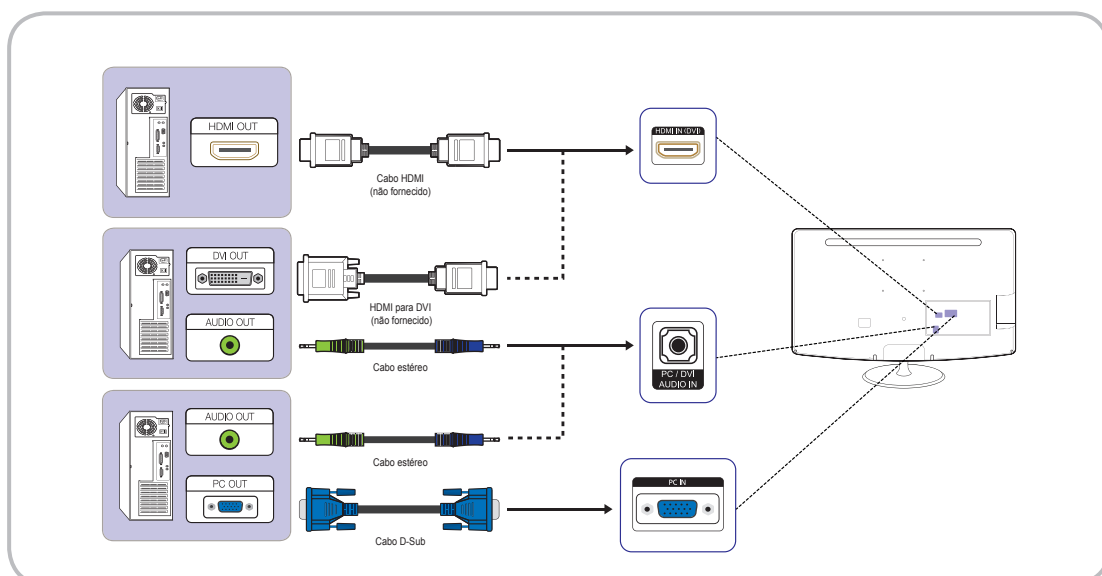 HDMI OUT
Cabo HDMI
(não fornecido)
HDMI IN (DVI)
DVI OUT
HDMI para DVI
(não fornecido)
AUDIO OUT
Cabo estéreo
PC / DVI
AUDIO IN
AUDIO OUT
Cabo estéreo
PC OUT
Cabo D-Sub
PC IN